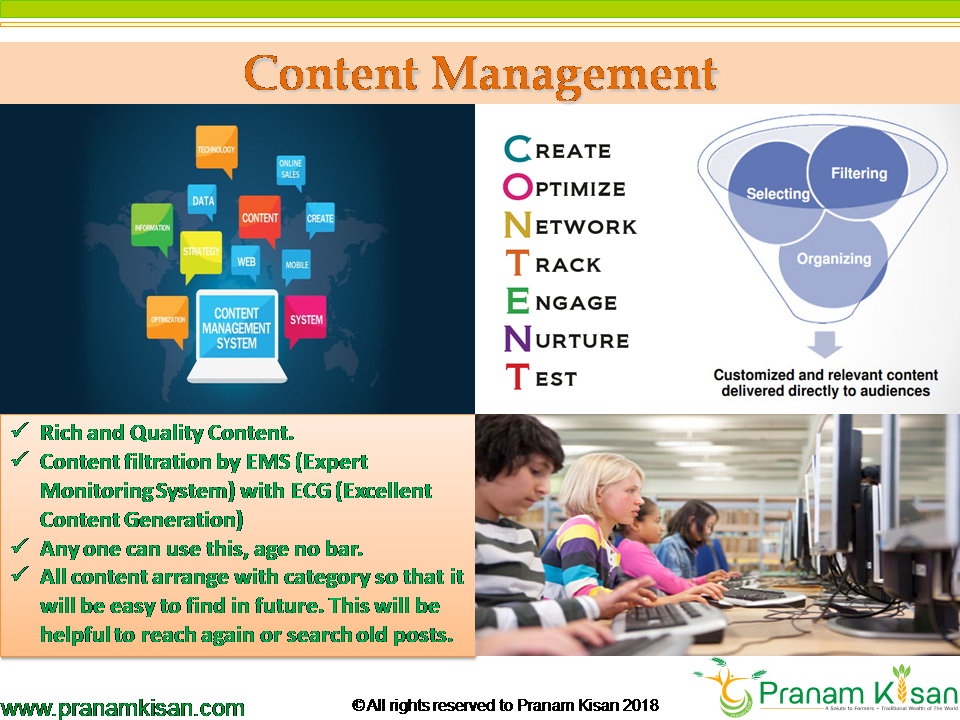 Content Management
TECHNOLOGY
ONLINE
SALES
DATA
CONTENT
CREATE
INFORMATION
STRATEGY
WEB
MOBILE
OPTIMIZATION
CONTENT
MANAGEMENT
SYSTEM
SYSTEM
CREATE
OPTIMIZE
NETWORK
TRACK
ENGAGE
NURTURE
TEST
Filtering
Selecting
Organizing
Customized and relevant content
delivered directly to audiences
✓ Rich and Quality Content.
✓ Content filtration by EMS (Expert
Monitoring System) with ECG (Excellent
Content Generation)
✓ Any one can use this, age no bar.
✓ All content arrange with category so that it
will be easy to find in future. This will be
helpful to reach again or search old posts.
www.pranamkisan.com
©All rights reserved to Pranam Kisan 2018
Pranam Kisan
A Salute to Farmers - Traditional Wealth of The World